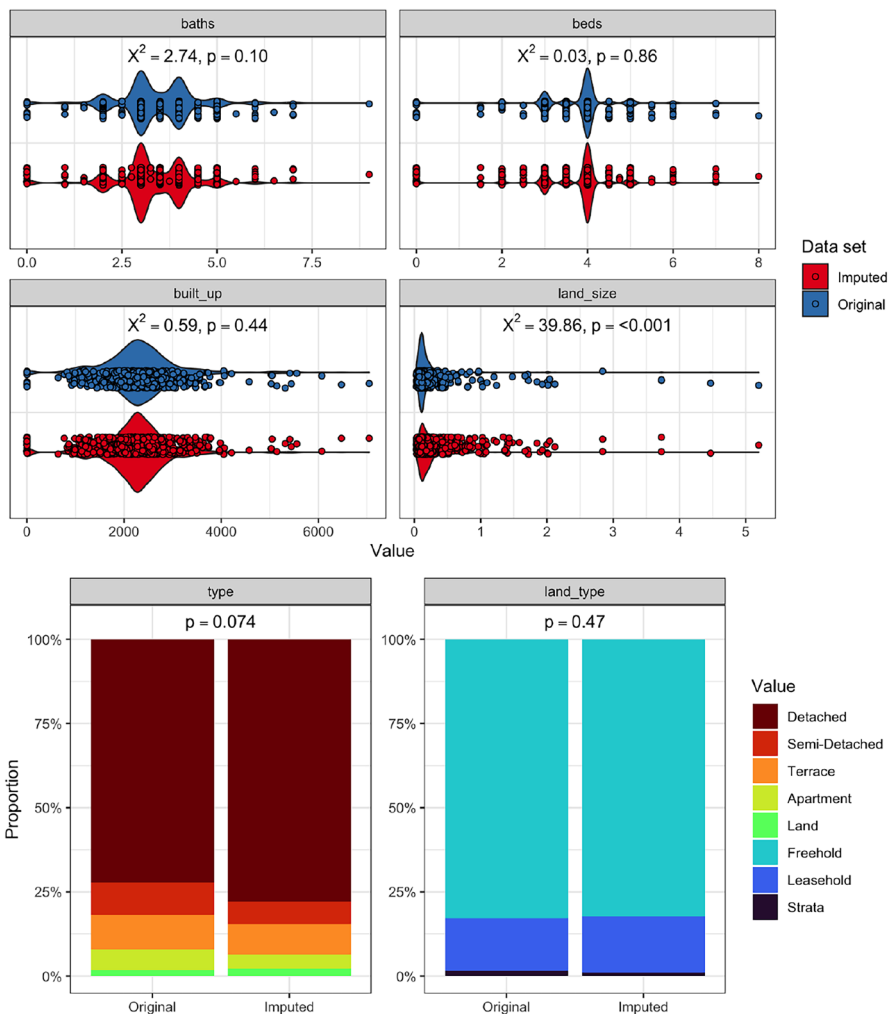 baths
beds
X² = 2.74, p = 0.10
X² = 0.03, p = 0.86
0.0 2.5 5.0 7.5
0 2 4 6 8
built_up
land_size
X² = 0.59, p = 0.44
X² = 39.86, p = <0.001
0 2000 4000 6000
0 1 2 3 4 5
Value
Data set
Imputed
Original
type
land_type
p = 0.074
p = 0.47
100%
75%
50%
25%
0%
100%
75%
50%
25%
0%
Proportion
Original Imputed
Original Imputed
Value
Detached
Semi-Detached
Terrace
Apartment
Land
Freehold
Leasehold
Strata